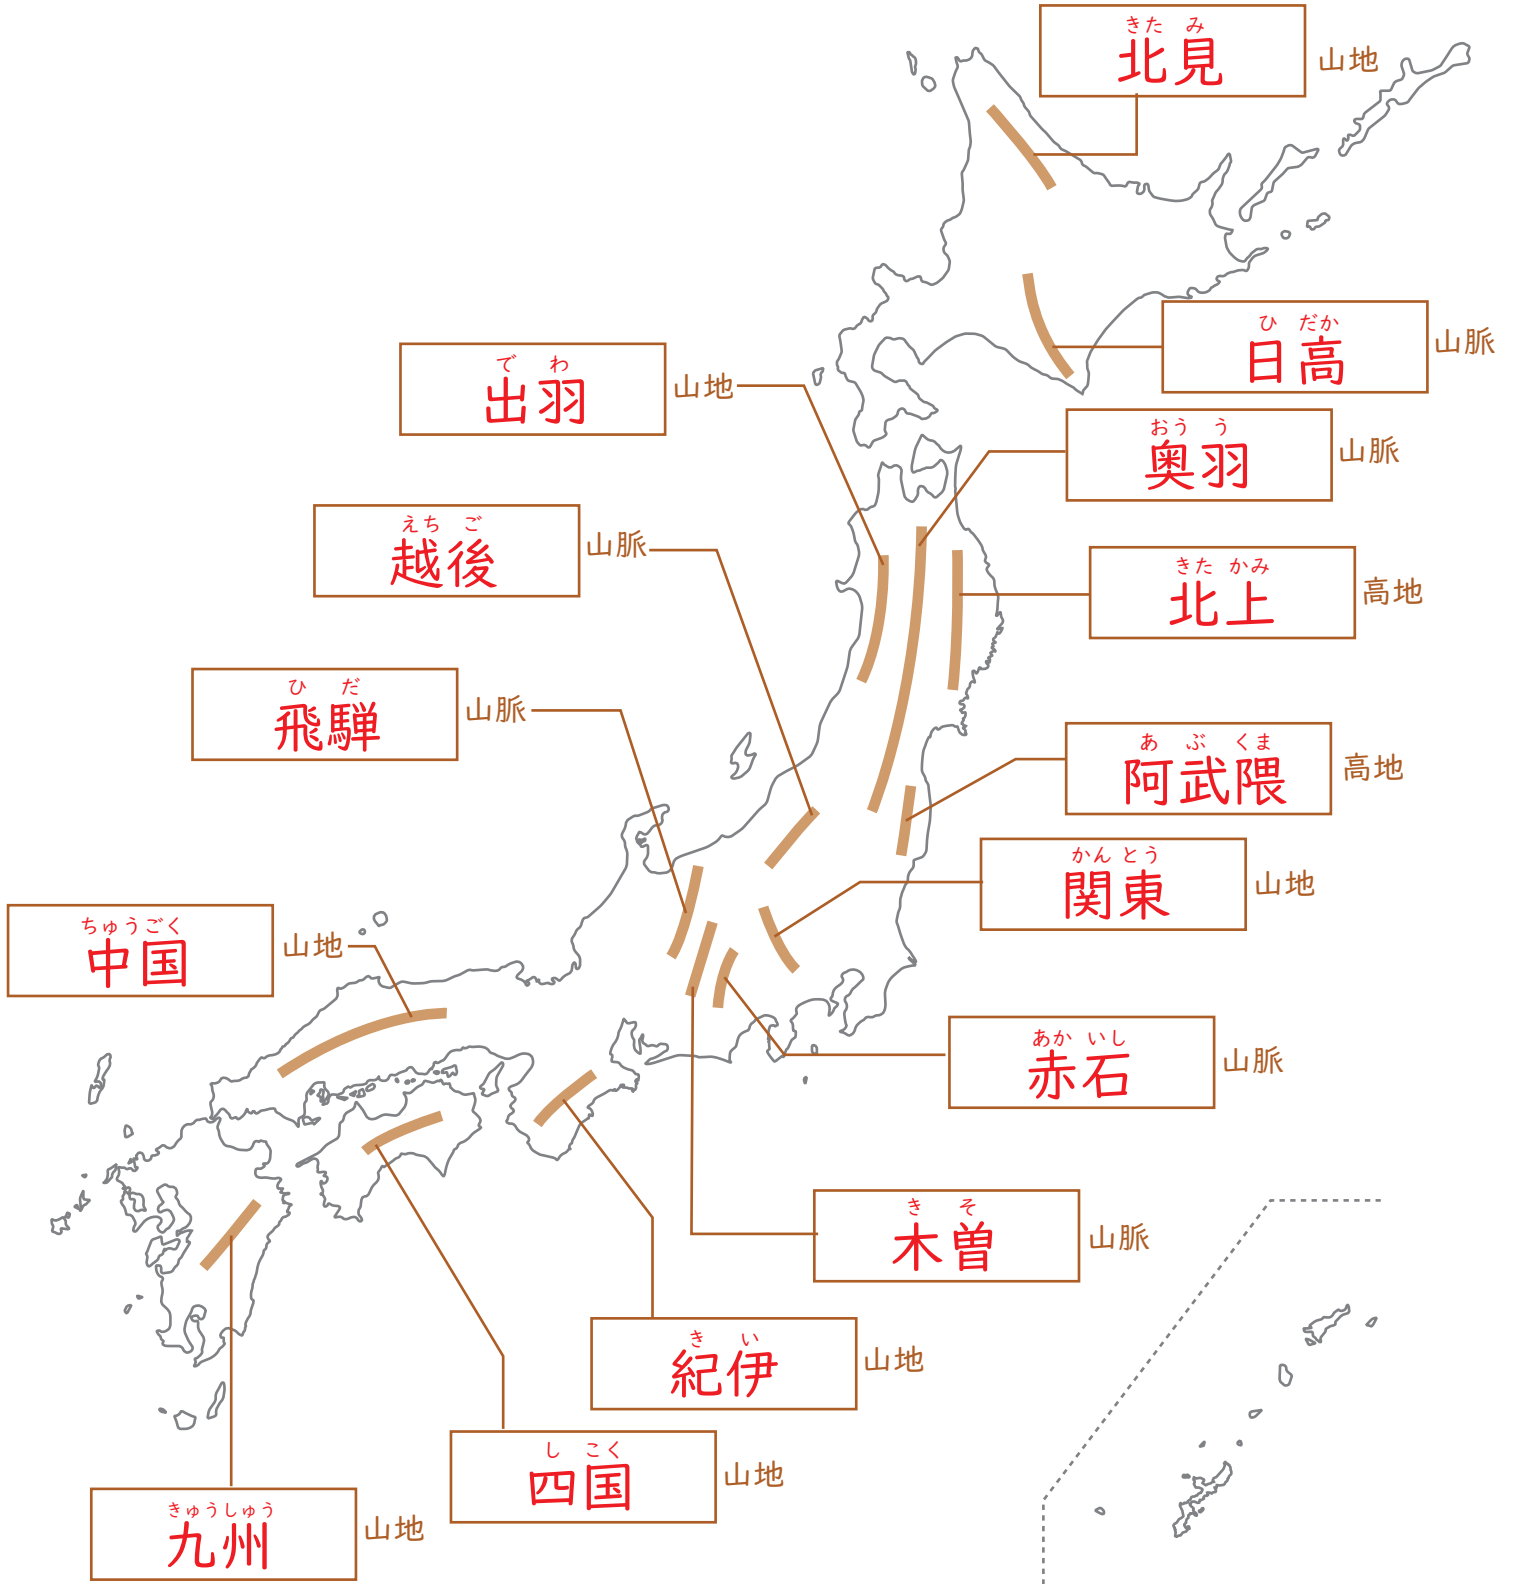 きた み
北見 山地
ひ だか
日高 山脈
で わ
出羽 山地
おう う
奥羽 山脈
えち ご
越後 山脈
きた かみ
北上 高地
ひ だ
飛騨 山脈
あ ぶ くま
阿武隈 高地
かん とう
関東 山地
ちゅう ごく
中国 山地
あか いし
赤石 山脈
き そ
木曽 山脈
き い
紀伊 山地
し こく
四国 山地
きゅう しゅう
九州 山地